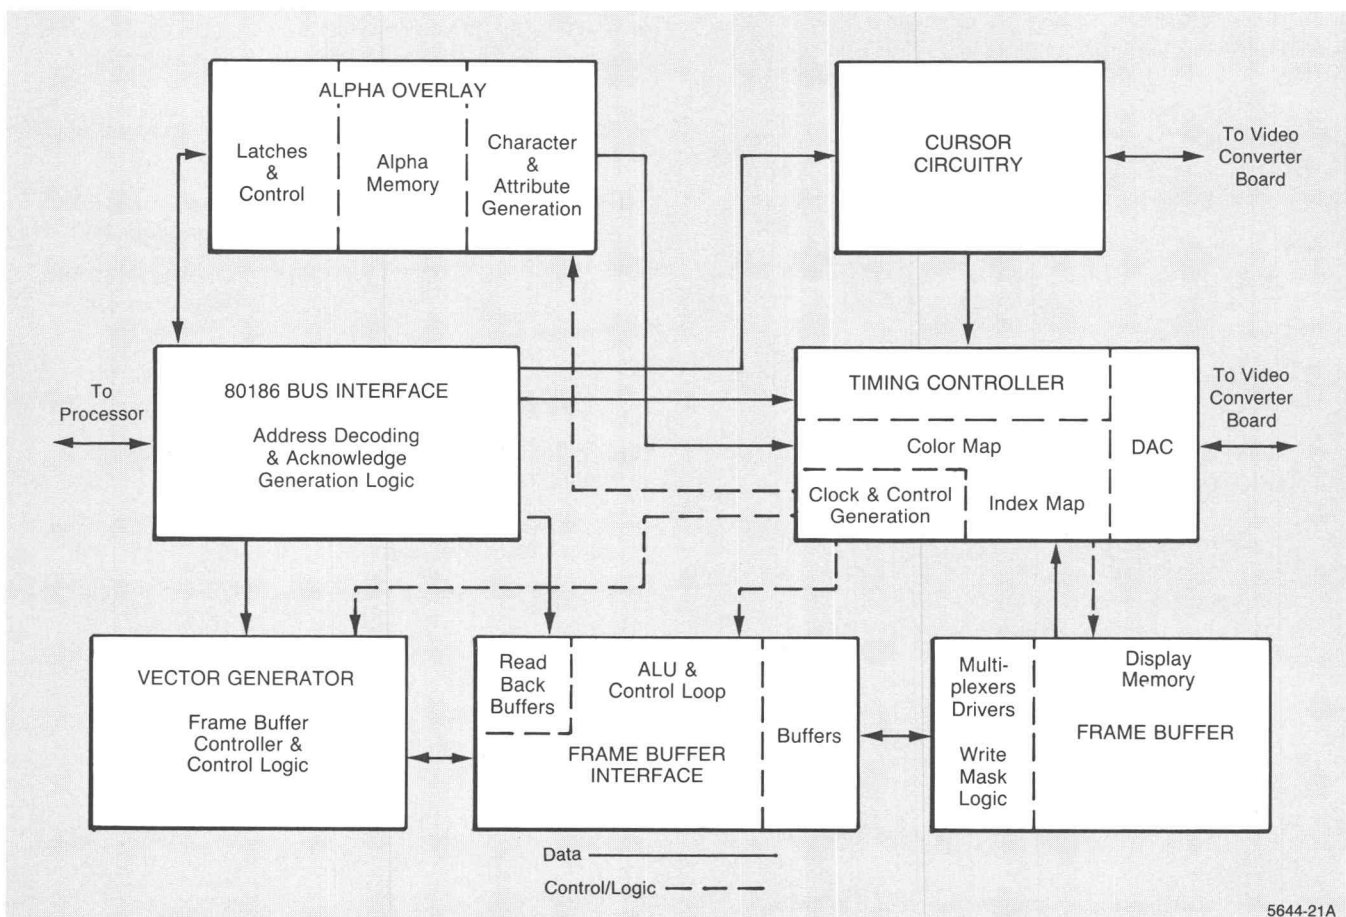 ALPHA OVERLAY
Latches
&
Control
Alpha
Memory
Character
&
Attribute
Generation
CURSOR
CIRCUITRY
To Video
Converter
Board
To
Processor
80186 BUS INTERFACE
Address Decoding
& Acknowledge
Generation Logic
TIMING CONTROLLER
Color Map
Clock & Control
Generation
Index Map
DAC
To Video
Converter
Board
VECTOR GENERATOR
Frame Buffer
Controller &
Control Logic
Read
Back
Buffers
ALU &
Control Loop
FRAME BUFFER
INTERFACE
Buffers
Multi-
plexers
Drivers
Write
Mask
Logic
Display
Memory
FRAME BUFFER
Data
Control/Logic
5644-21A